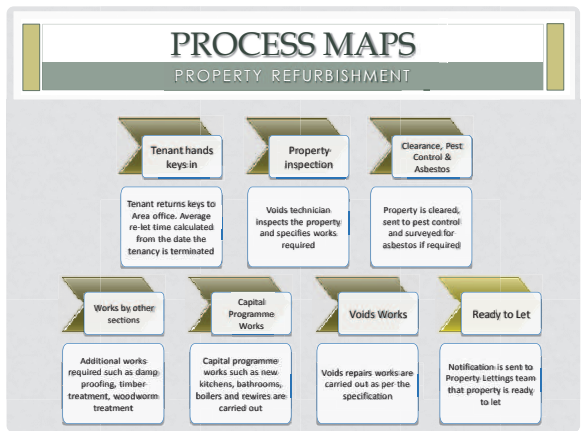 PROCESS MAPS
PROPERTY REFURBISHMENT
Tenant hands
keys in
Tenant returns keys to
Area office. Average
re-let time calculated
from the date the
tenancy is terminated
Property
inspection
Voids technician
inspects the property
and specifies works
required
Clearance, Pest
Control &
Asbestos
Property is cleared,
sent to pest control
and surveyed for
asbestos if required
Works by other
sections
Additional works
required such as damp
proofing, timber
treatment, woodworm
treatment
Capital
Programme
Works
Capital programme
works such as new
kitchens, bathrooms,
boilers and rewires are
carried out
Voids Works
Voids repairs works are
carried out as per the
specification
Ready to Let
Notification is sent to
Property Lettings team
that property is ready
to let